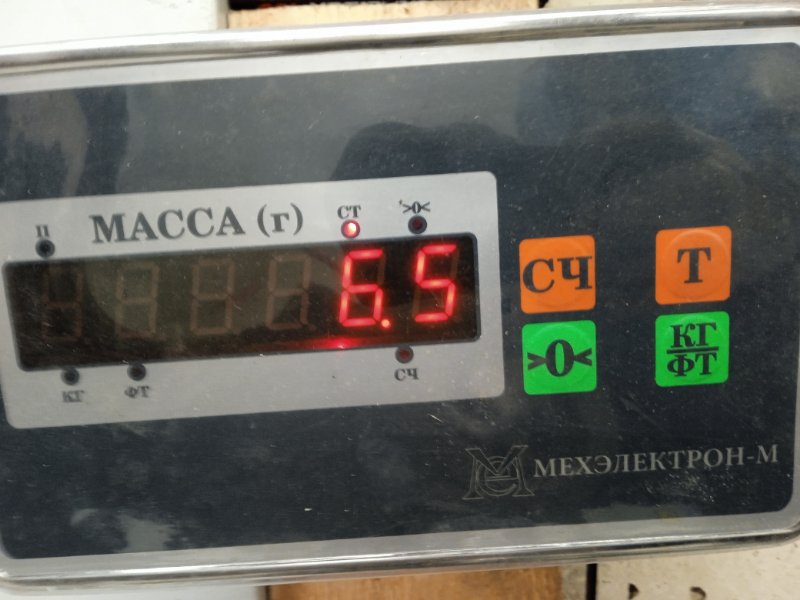 П МАССА (г) СТ >0<
6.5
КГ ФТ СЧ
СЧ Т
>0< КГ/ФТ
МЕХЭЛЕКТРОН-М